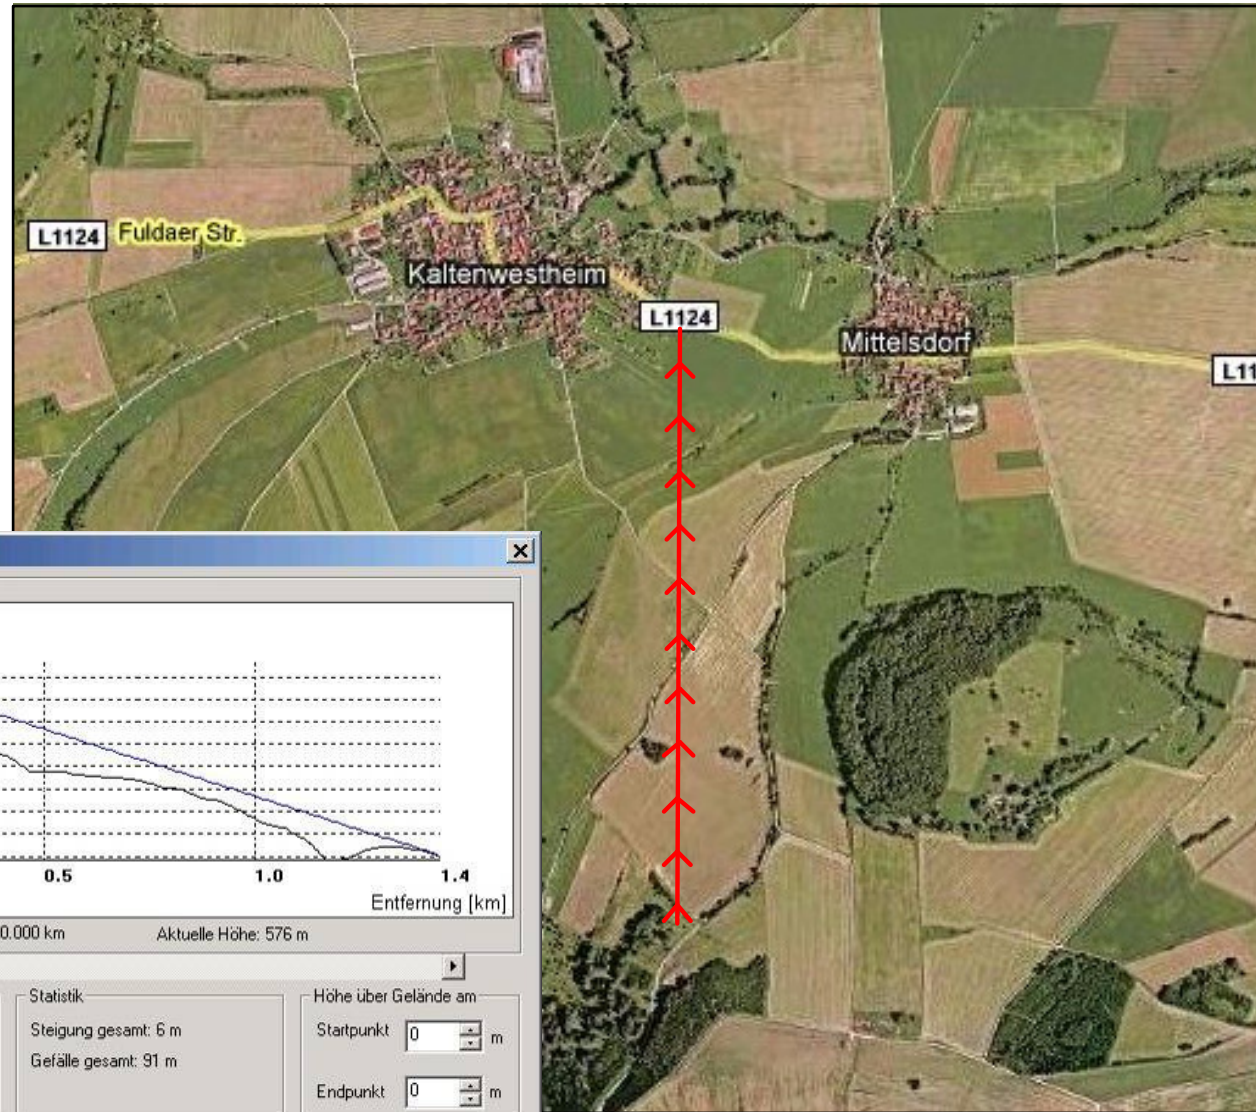 L1124 Fuldaer Str.
Kaltenwestheim
L1124
Mittelsdorf
L11
0.5 1.0 1.4
Entfernung [km]
0.000 km Aktuelle Höhe: 576 m
Statistik
Steigung gesamt: 6 m
Gefälle gesamt: 91 m
Höhe über Gelände am
Startpunkt 0 m
Endpunkt 0 m